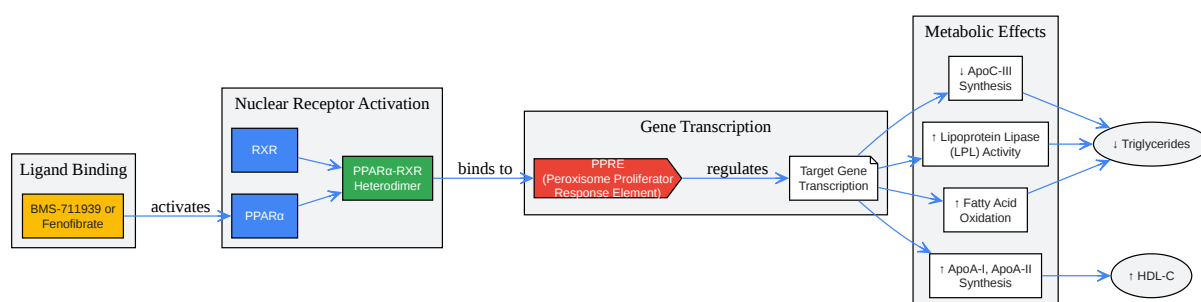 Ligand Binding
BMS-711939 or
Fenofibrate
activates
Nuclear Receptor Activation
RXR
PPARα
PPARα-RXR
Heterodimer
binds to
Gene Transcription
PPRE
(Peroxisome Proliferator
Response Element)
regulates
Target Gene
Transcription
Metabolic Effects
↓ ApoC-III
Synthesis
↑ Lipoprotein Lipase
(LPL) Activity
↑ Fatty Acid
Oxidation
↑ ApoA-I, ApoA-II
Synthesis
↓ Triglycerides
↑ HDL-C